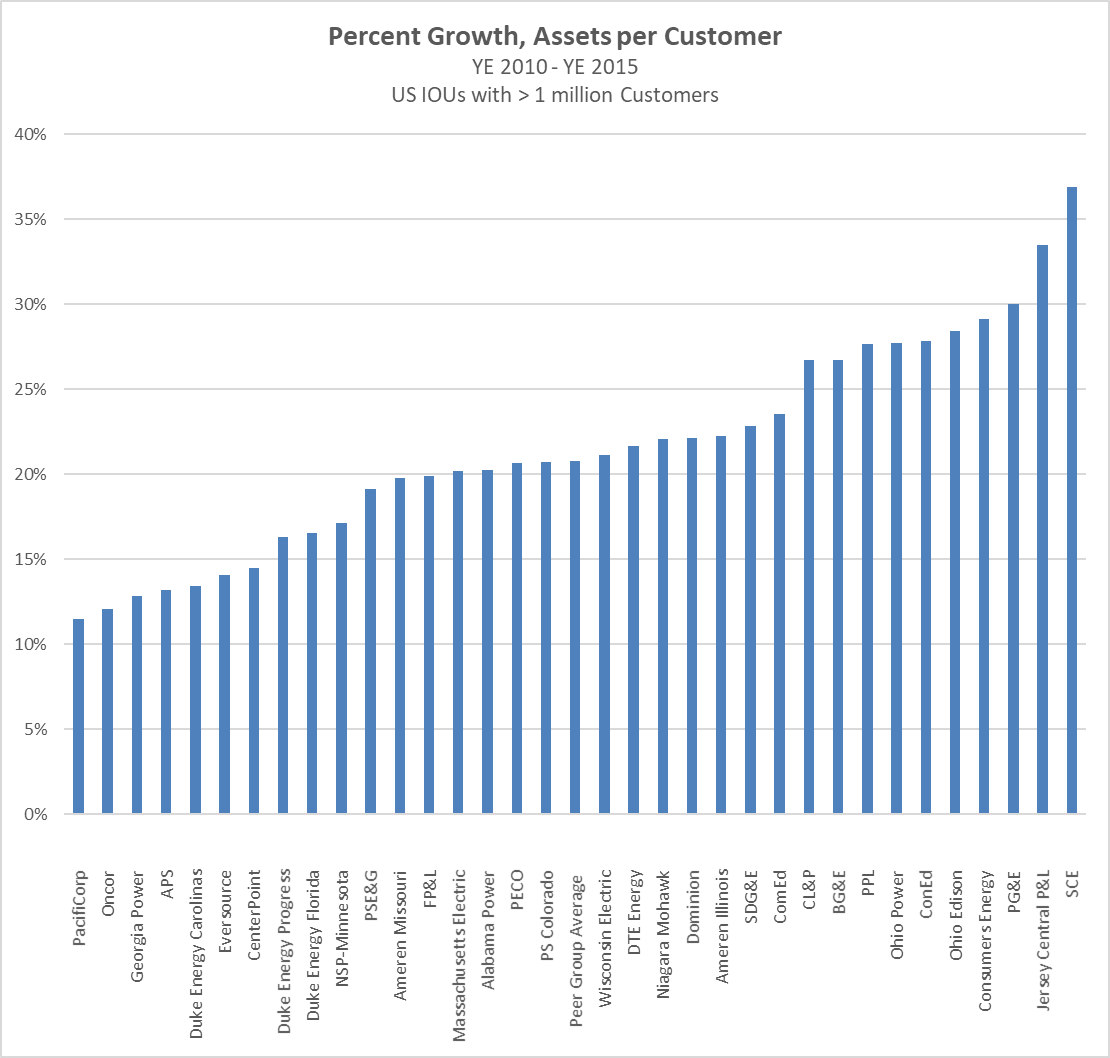 Percent Growth, Assets per Customer
YE 2010 - YE 2015
US IOUs with > 1 million Customers
40%
35%
30%
25%
20%
15%
10%
5%
0%
PacifiCorp
Oncor
Georgia Power
APS
Duke Energy Carolinas
Eversource
CenterPoint
Duke Energy Progress
Duke Energy Florida
NSP-Minnesota
PSE&G
Ameren Missouri
FP&L
Massachusetts Electric
Alabama Power
PECO
PS Colorado
Peer Group Average
Wisconsin Electric
DTE Energy
Niagara Mohawk
Dominion
Ameren Illinois
SDG&E
ComEd
CL&P
BG&E
PPL
Ohio Power
ConEd
Ohio Edison
Consumers Energy
PG&E
Jersey Central P&L
SCE